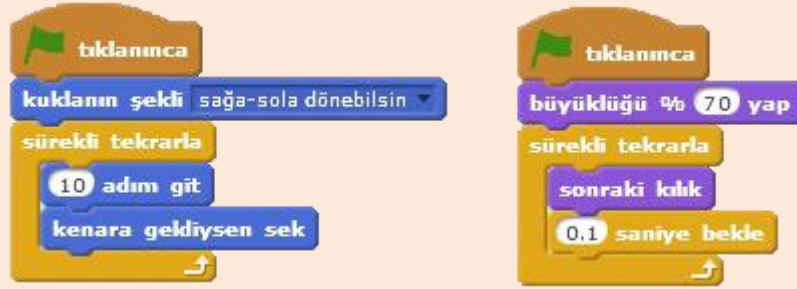 tıklanınca
kuklanın şekli sağa-sola dönebilsin
sürekli tekrarla
10 adım git
kenara geldiysen sek
tıklanınca
büyüklüğü % 70 yap
sürekli tekrarla
sonraki kılık
0.1 saniye bekle